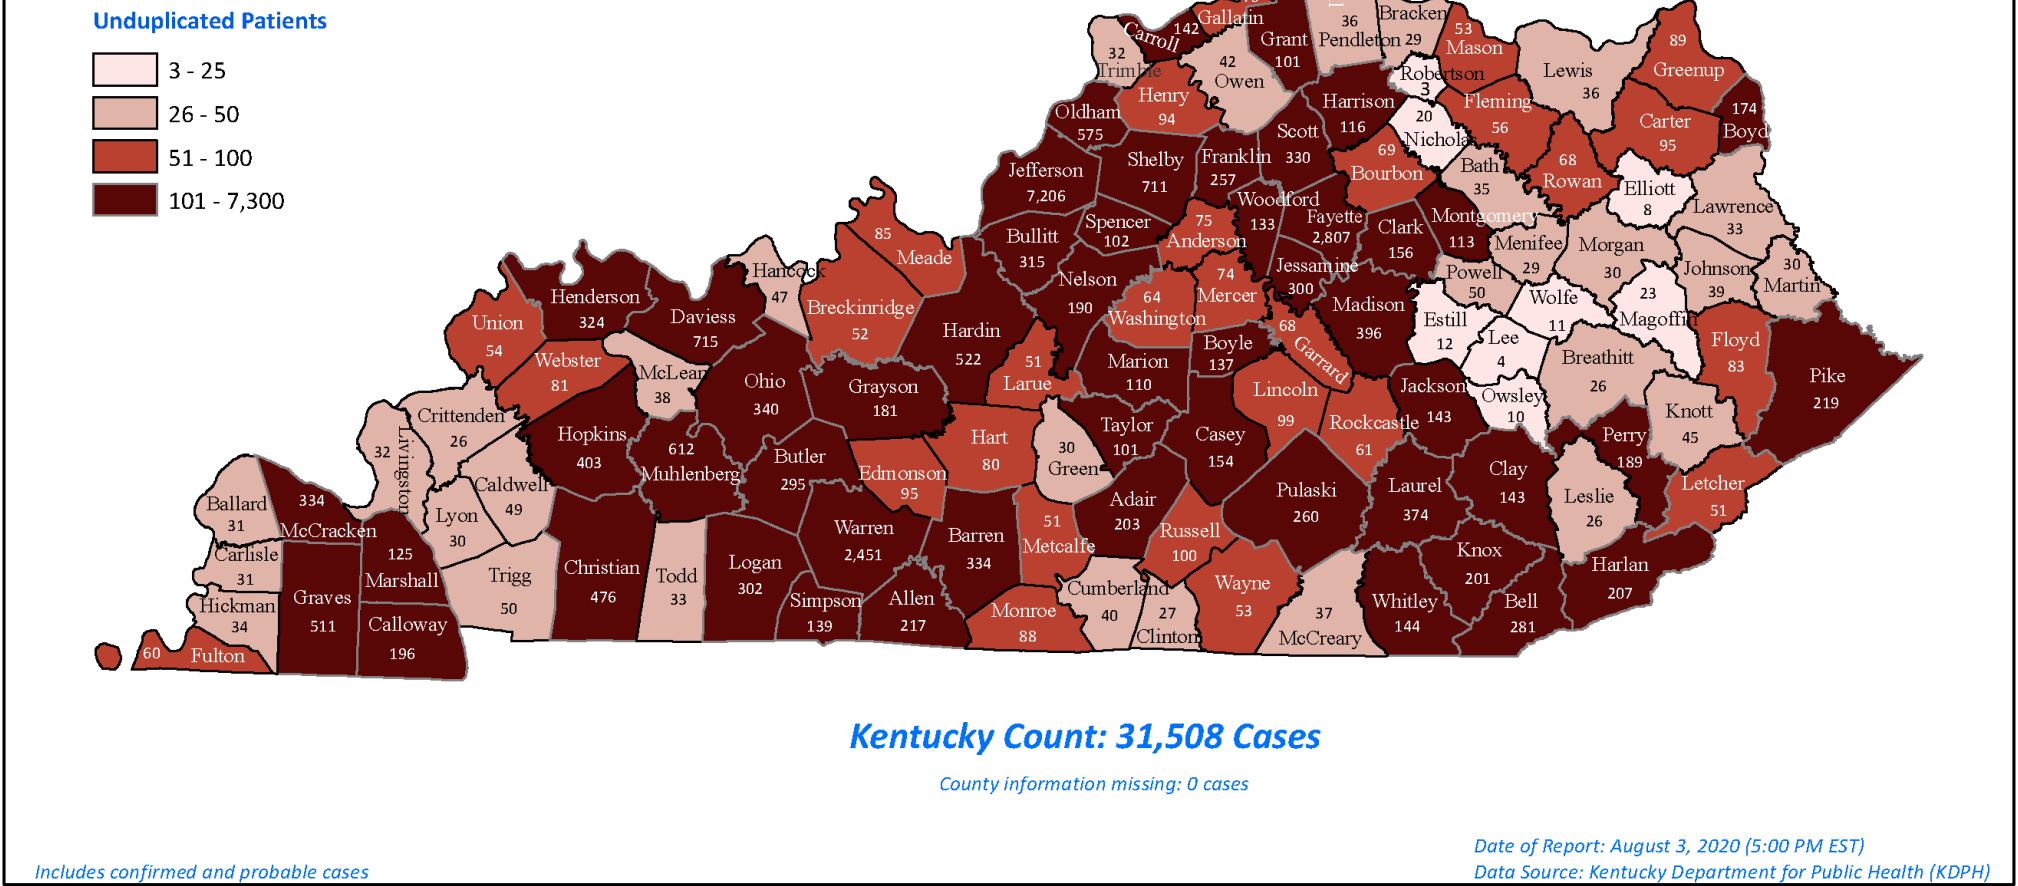 Unduplicated Patients
3 - 25
26 - 50
51 - 100
101 - 7,300
Gallatin
Carroll
142
Grant
101
36
Pendleton
Bracken
29
53
Mason
32
Trimble
42
Owen
Robertson
3
Lewis
36
89
Greenup
Henry
94
Oldham
575
Harrison
116
20
Nicholas
Fleming
56
Carter
95
174
Boyd
Scott
330
69
Bourbon
68
Rowan
Bath
35
Elliott
8
Jefferson
7,206
Shelby
711
Franklin
257
Woodford
133
Fayette
2,807
Clark
156
Montgomery
113
Lawrence
33
85
Meade
Bullitt
315
Spencer
102
75
Anderson
Menifee
29
Morgan
30
Jessamine
300
Powell
50
Johnson
39
30
Martin
Hancock
47
Henderson
324
Breckinridge
52
Nelson
190
64
Washington
74
Mercer
Madison
396
Wolfe
11
23
Magoffin
Union
54
Daviess
715
Hardin
522
68
Garrard
Estill
12
Lee
4
Floyd
83
Boyle
137
Breathitt
26
Webster
81
McLean
38
Ohio
340
Grayson
181
51
Larue
Marion
110
Lincoln
99
Jackson
143
Owsley
10
Pike
219
Crittenden
26
Knott
45
32
Livingston
Hopkins
403
612
Muhlenberg
Butler
295
Edmonson
95
Hart
80
30
Green
Taylor
101
Casey
154
Rockcastle
61
Perry
189
Clay
143
Letcher
51
Caldwell
49
Ballard
31
334
McCracken
Lyon
30
Adair
203
Pulaski
260
Laurel
374
Leslie
26
Warren
2,451
Barren
334
51
Metcalfe
Russell
100
Carlisle
31
125
Marshall
Knox
201
Harlan
207
Trigg
50
Christian
476
Todd
33
Logan
302
Wayne
53
Cumberland
40
Hickman
34
Graves
511
Simpson
139
Allen
217
Monroe
88
27
Clinton
37
McCreary
Whitley
144
Bell
281
Calloway
196
60
Fulton
Kentucky Count: 31,508 Cases
County information missing: 0 cases
Date of Report: August 3, 2020 (5:00 PM EST)
Includes confirmed and probable cases
Data Source: Kentucky Department for Public Health (KDPH)